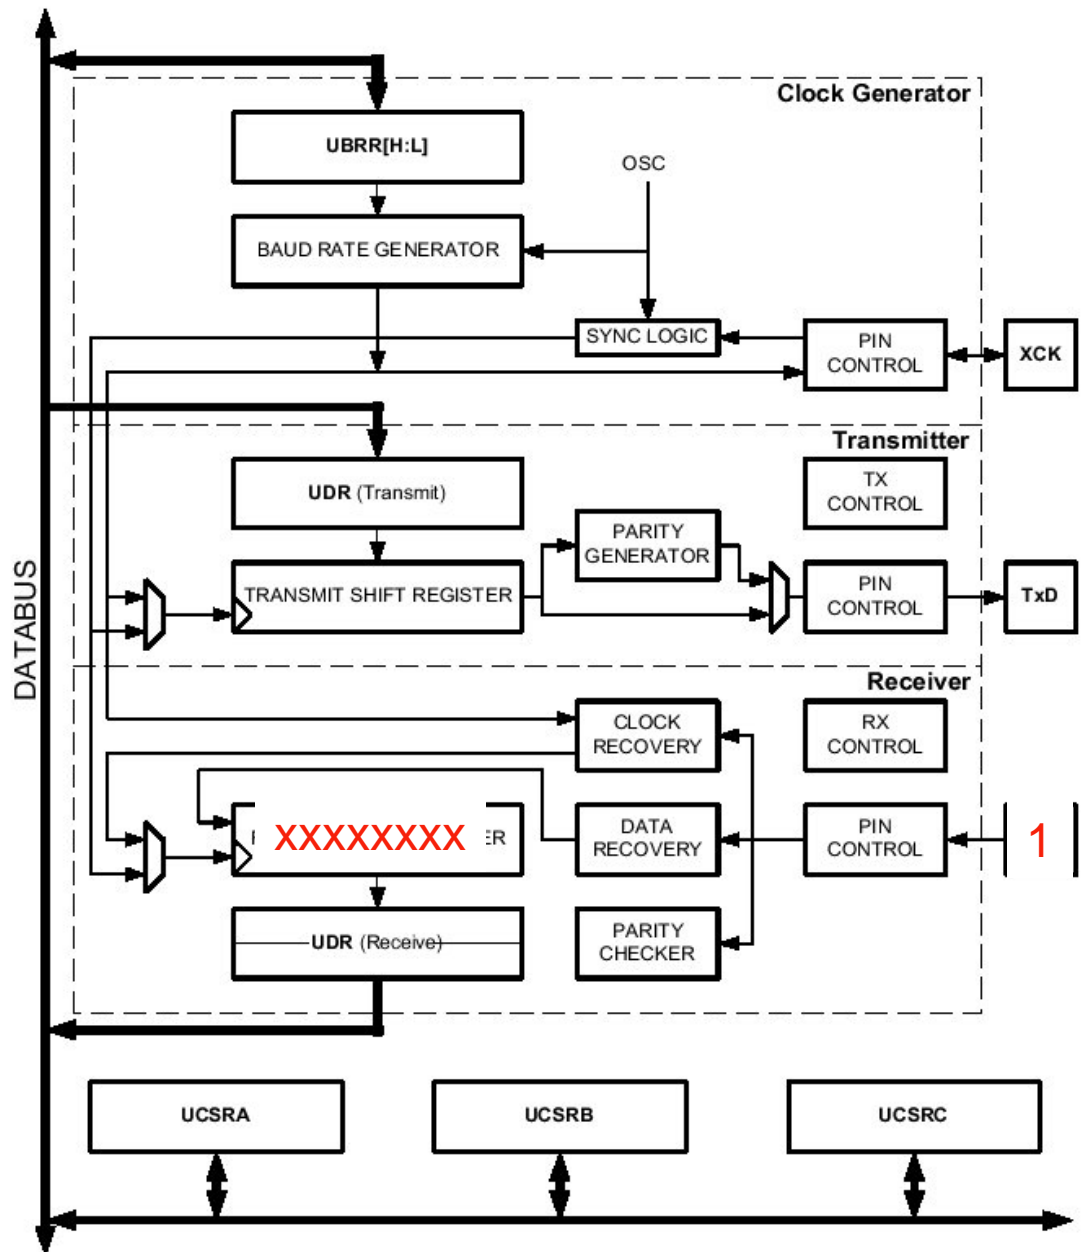 Clock Generator
UBRR[H:L]
OSC
BAUD RATE GENERATOR
SYNC LOGIC
PIN
CONTROL
XCK
Transmitter
UDR (Transmit)
TX
CONTROL
PARITY
GENERATOR
TRANSMIT SHIFT REGISTER
PIN
CONTROL
TxD
DATABUS
Receiver
CLOCK
RECOVERY
RX
CONTROL
XXXXXXXX
ER
DATA
RECOVERY
PIN
CONTROL
1
UDR (Receive)
PARITY
CHECKER
UCSRA
UCSRB
UCSRC